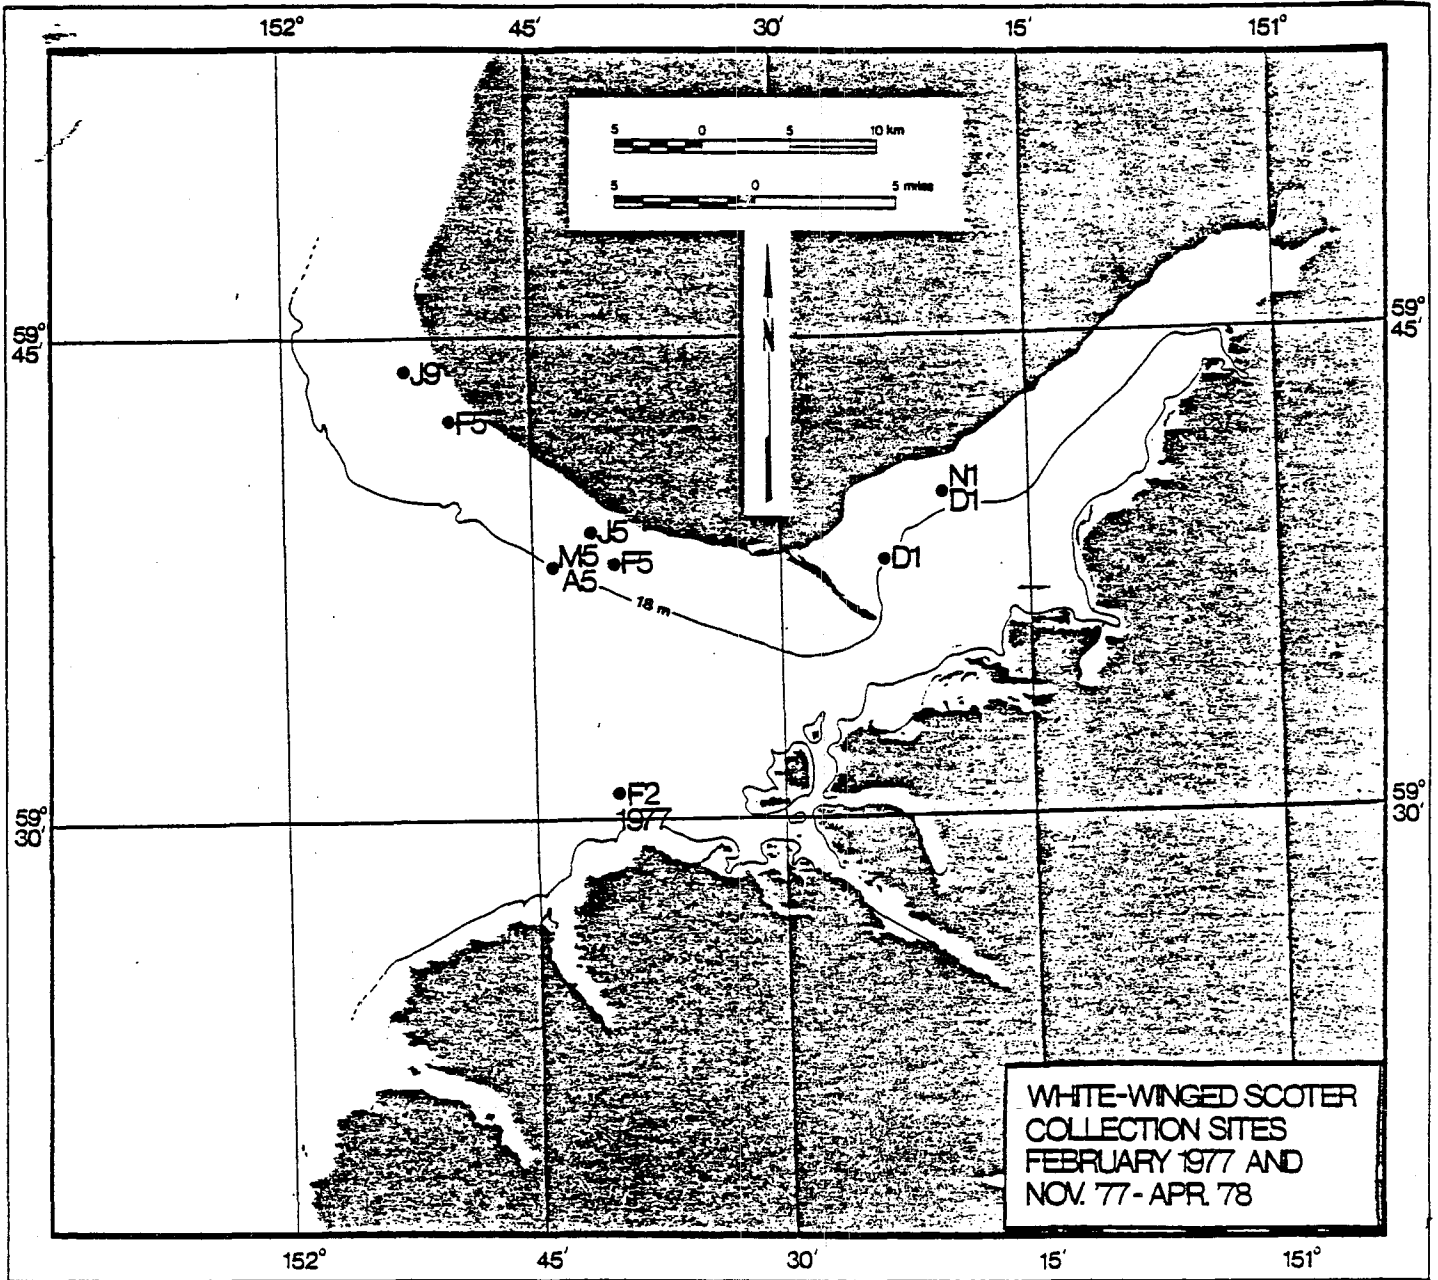 152° 45′ 30′ 15′ 151°
5 0 5 10 km
5 0 5 miles
N
59°
45′
59°
45′
J9
F5
N1
D1
J5
M5
A5
F5
D1
18 m
F2
1977
59°
30′
59°
30′
WHITE-WINGED SCOTER
COLLECTION SITES
FEBRUARY 1977 AND
NOV. 77 - APR. 78
152° 45′ 30′ 15′ 151°